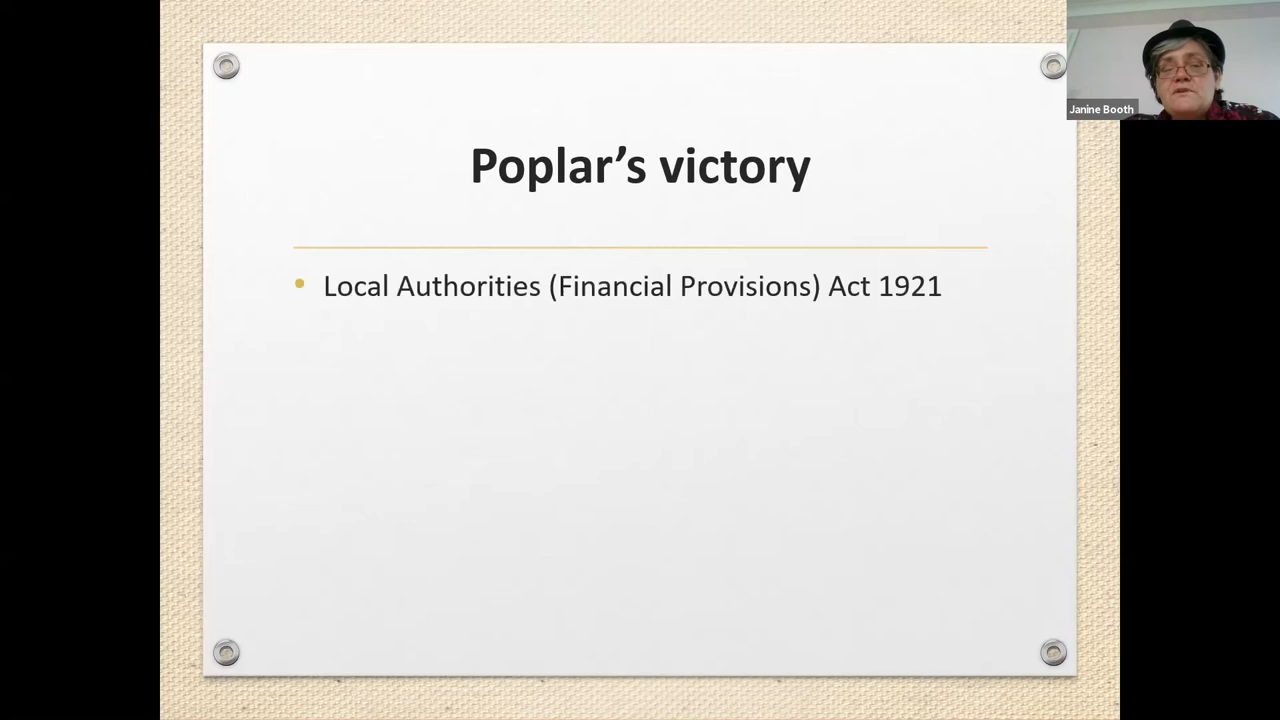 Poplar’s victory
Local Authorities (Financial Provisions) Act 1921
Janine Booth